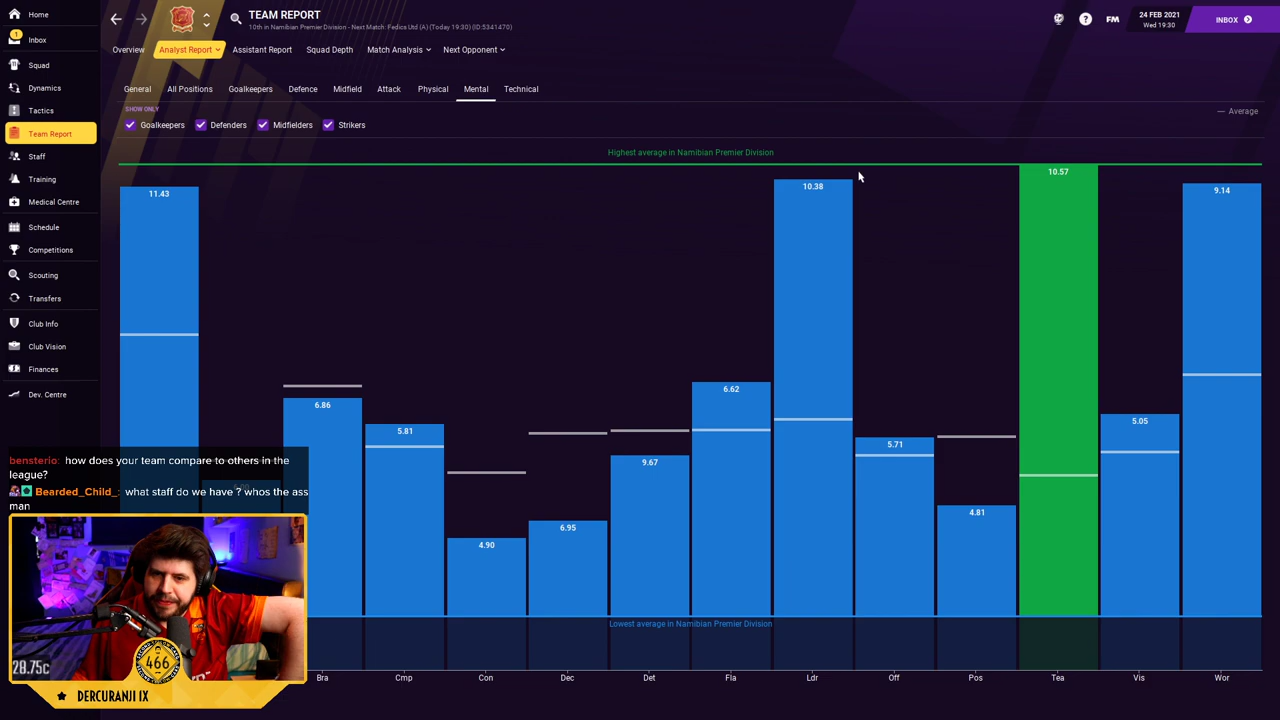 Home
1
Inbox
Squad
Dynamics
Tactics
Team Report
Staff
Training
Medical Centre
Schedule
Competitions
Scouting
Transfers
Club Info
Club Vision
Finances
Dev. Centre
TEAM REPORT
10th in Namibian Premier Division - Next Match: Fedics Utd (A) (Today 19:30) (ID:5341470)
? FM
24 FEB 2021
Wed 19:30
INBOX
Overview Analyst Report Assistant Report Squad Depth Match Analysis Next Opponent
General All Positions Goalkeepers Defence Midfield Attack Physical Mental Technical
SHOW ONLY
Goalkeepers Defenders Midfielders Strikers
Average
Highest average in Namibian Premier Division
11.43
6.86
5.81
4.90
6.95
9.67
6.62
10.38
5.71
4.81
10.57
5.05
9.14
Lowest average in Namibian Premier Division
Bra Cmp Con Dec Det Fla Ldr Off Pos Tea Vis Wor
bensterio: how does your team compare to others in the
league?
Bearded_Child_: what staff do we have ? whos the ass
man
28.75c
466
DERCURANJI IX